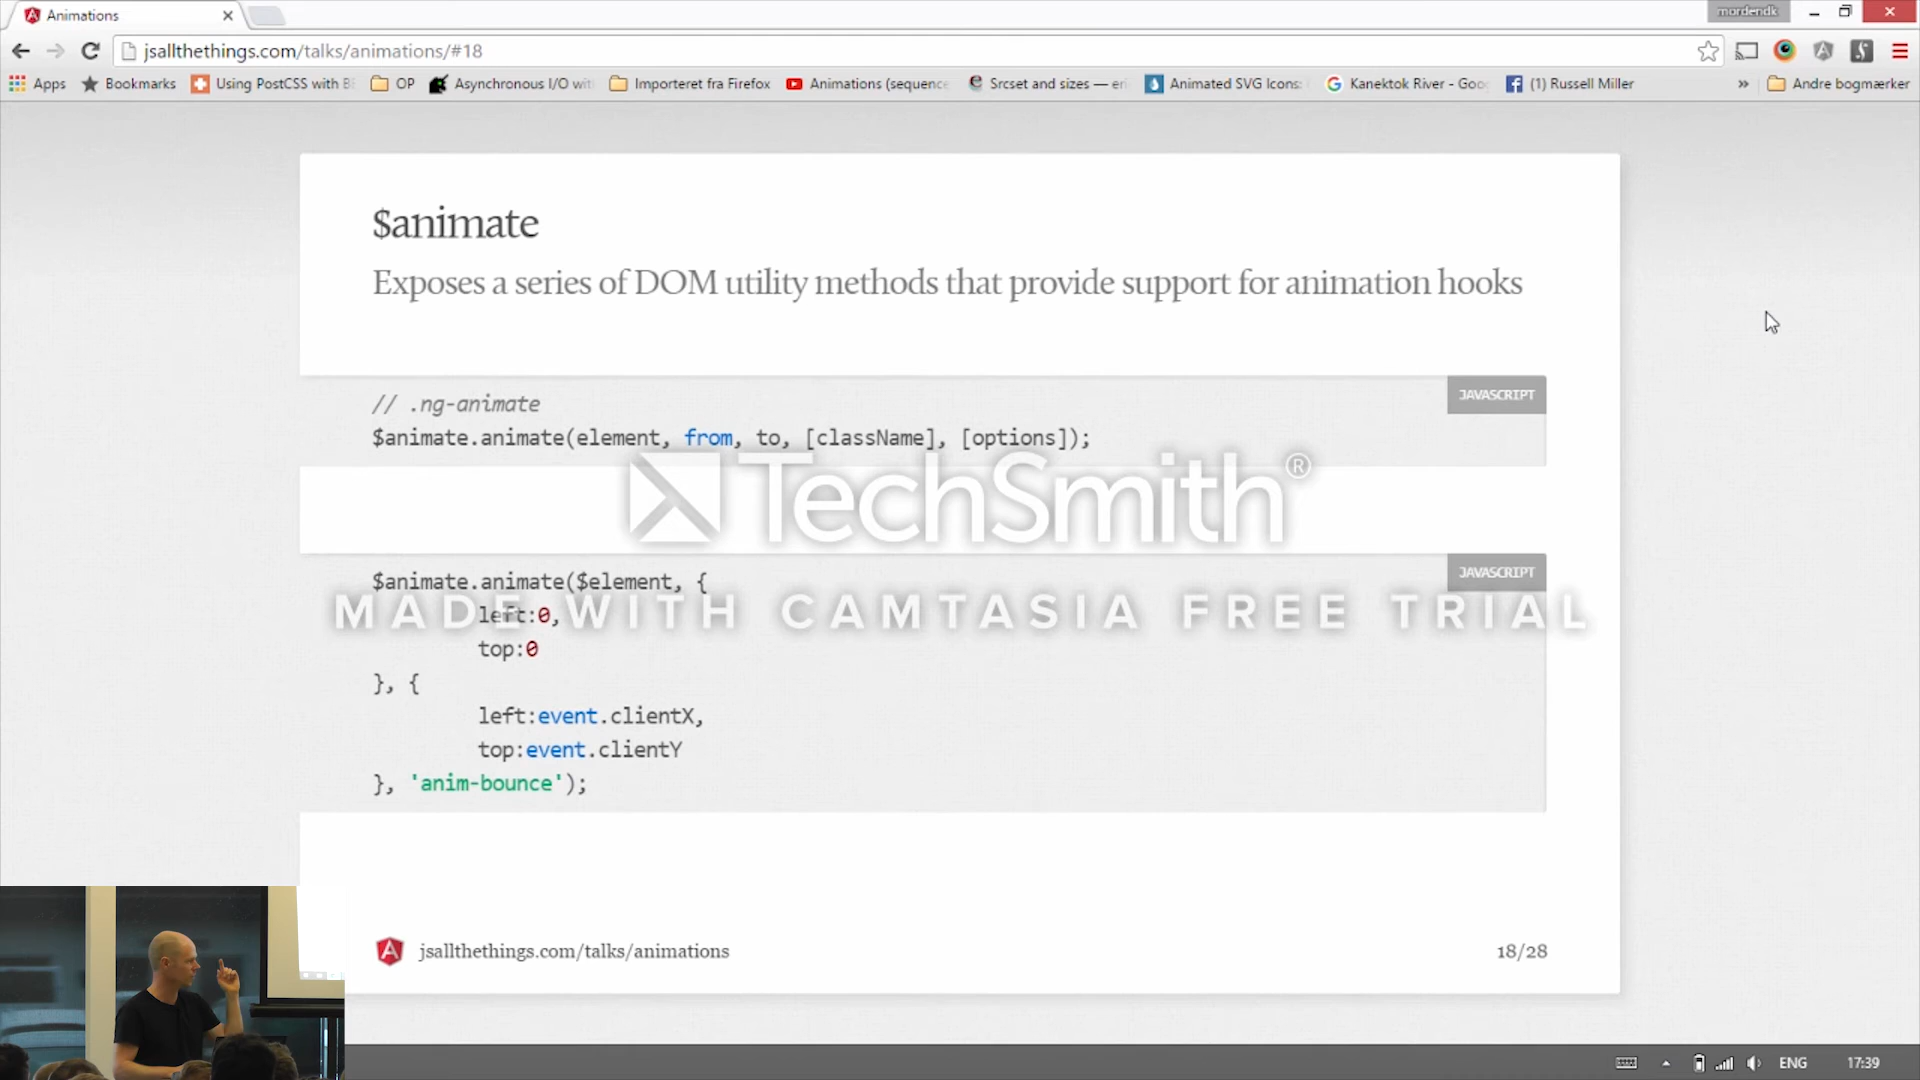 Animations
mordendk
jsallthethings.com/talks/animations/#18
Apps
Bookmarks
Using PostCSS with B
OP
Asynchronous I/O wit
Importeret fra Firefox
Animations (sequence
Srcset and sizes — eri
Animated SVG Icons:
Kanektok River - Goo
(1) Russell Miller
»
Andre bogmærker
$animate
Exposes a series of DOM utility methods that provide support for animation hooks
JAVASCRIPT
// .ng-animate
$animate.animate(element, from, to, [className], [options]);
TechSmith®
JAVASCRIPT
$animate.animate($element, {
MADE WITH CAMTASIA FREE TRIAL
left:0,
top:0
}, {
left:event.clientX,
top:event.clientY
}, 'anim-bounce');
jsallthethings.com/talks/animations
18/28
ENG
17:39